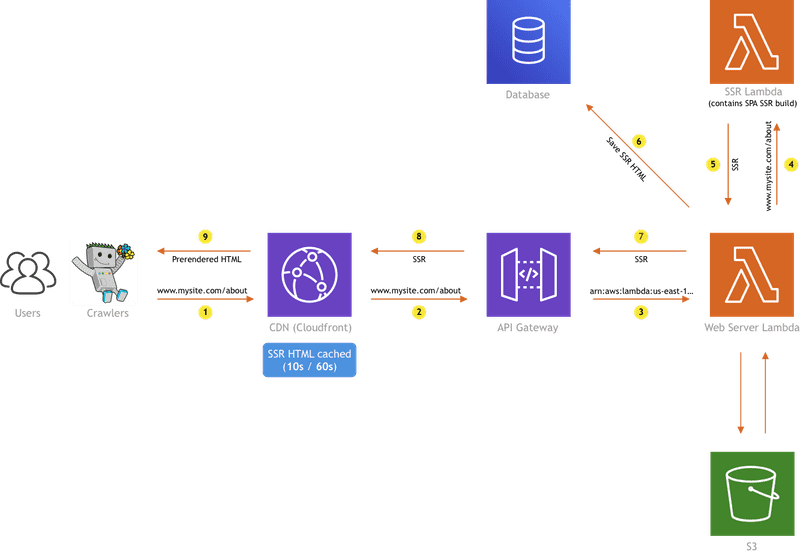 Database
SSR Lambda
(contains SPA SSR build)
6
Save SSR HTML
5
SSR
www.mysite.com/about
4
9
Prerendered HTML
8
SSR
7
SSR
www.mysite.com/about
1
www.mysite.com/about
2
arn:aws:lambda:us-east-1...
3
Users
Crawlers
CDN (Cloudfront)
API Gateway
Web Server Lambda
SSR HTML cached
(10s / 60s)
S3